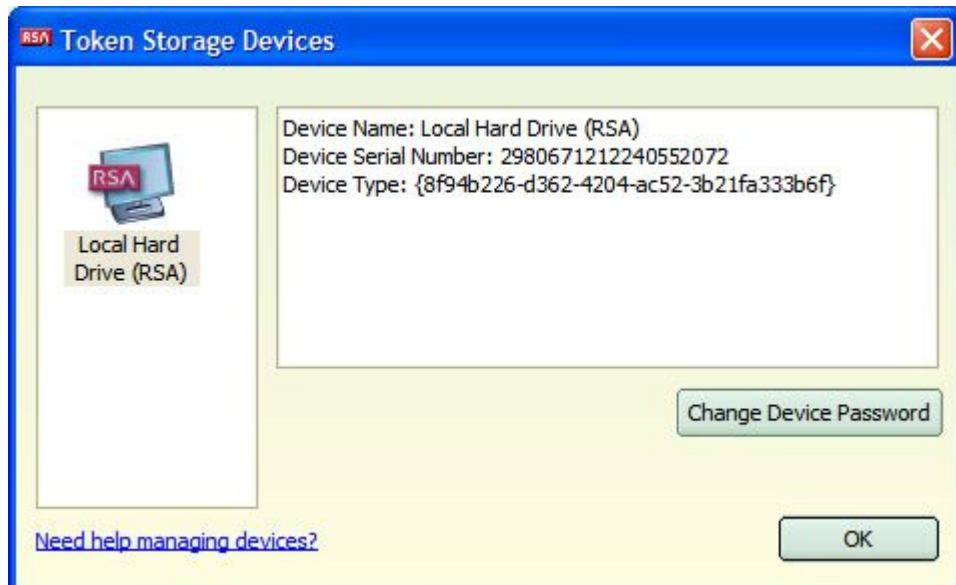 RSA Token Storage Devices
RSA
Local Hard
Drive (RSA)
Device Name: Local Hard Drive (RSA)
Device Serial Number: 2980671212240552072
Device Type: {8f94b226-d362-4204-ac52-3b21fa333b6f}
Change Device Password
Need help managing devices?
OK